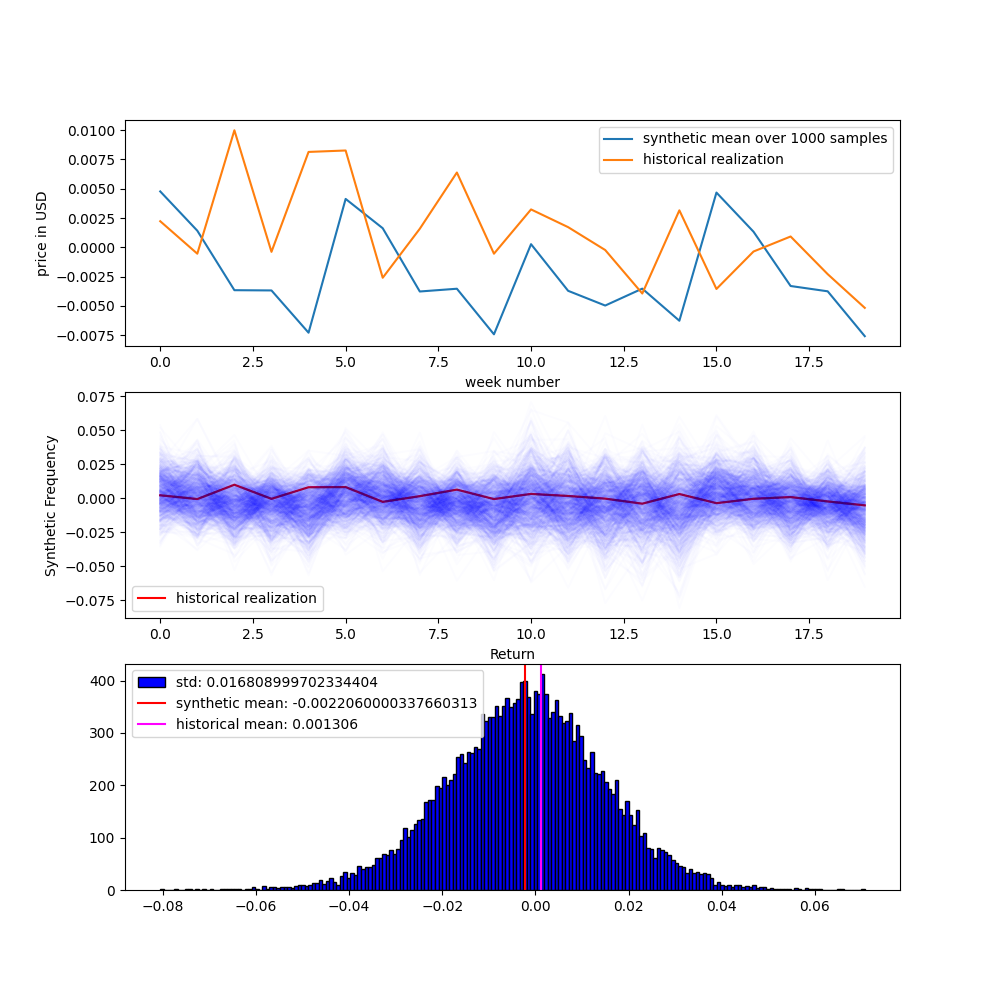 synthetic mean over 1000 samples
historical realization
price in USD
0.0100
0.0075
0.0050
0.0025
0.0000
−0.0025
−0.0050
−0.0075
0.0 2.5 5.0 7.5 10.0 12.5 15.0 17.5
week number
Synthetic Frequency
0.075
0.050
0.025
0.000
−0.025
−0.050
−0.075
historical realization
0.0 2.5 5.0 7.5 10.0 12.5 15.0 17.5
Return
std: 0.016808999702334404
synthetic mean: -0.0022060000337660313
historical mean: 0.001306
400
300
200
100
0
−0.08 −0.06 −0.04 −0.02 0.00 0.02 0.04 0.06